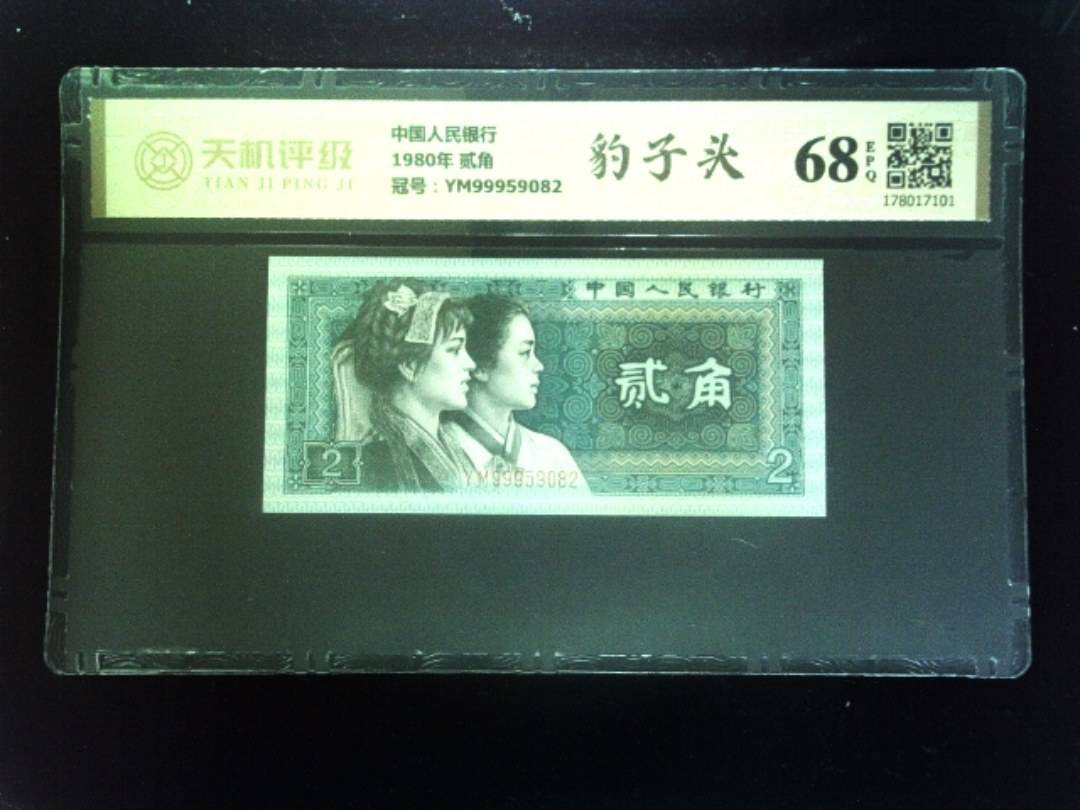 天机评级
TIAN JI PING JI
中国人民银行
1980年 贰角
冠号：YM99959082
豹子头
68
EPQ
178017101
中国人民银行
贰角
2
2
YM99959082